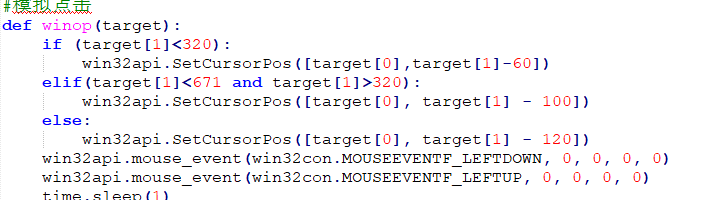 #模拟点击
def winop(target):
    if (target[1]<320):
        win32api.SetCursorPos([target[0],target[1]-60])
    elif(target[1]<671 and target[1]>320):
        win32api.SetCursorPos([target[0], target[1] - 100])
    else:
        win32api.SetCursorPos([target[0], target[1] - 120])
    win32api.mouse_event(win32con.MOUSEEVENTF_LEFTDOWN, 0, 0, 0, 0)
    win32api.mouse_event(win32con.MOUSEEVENTF_LEFTUP, 0, 0, 0, 0)
    time.sleep(1)